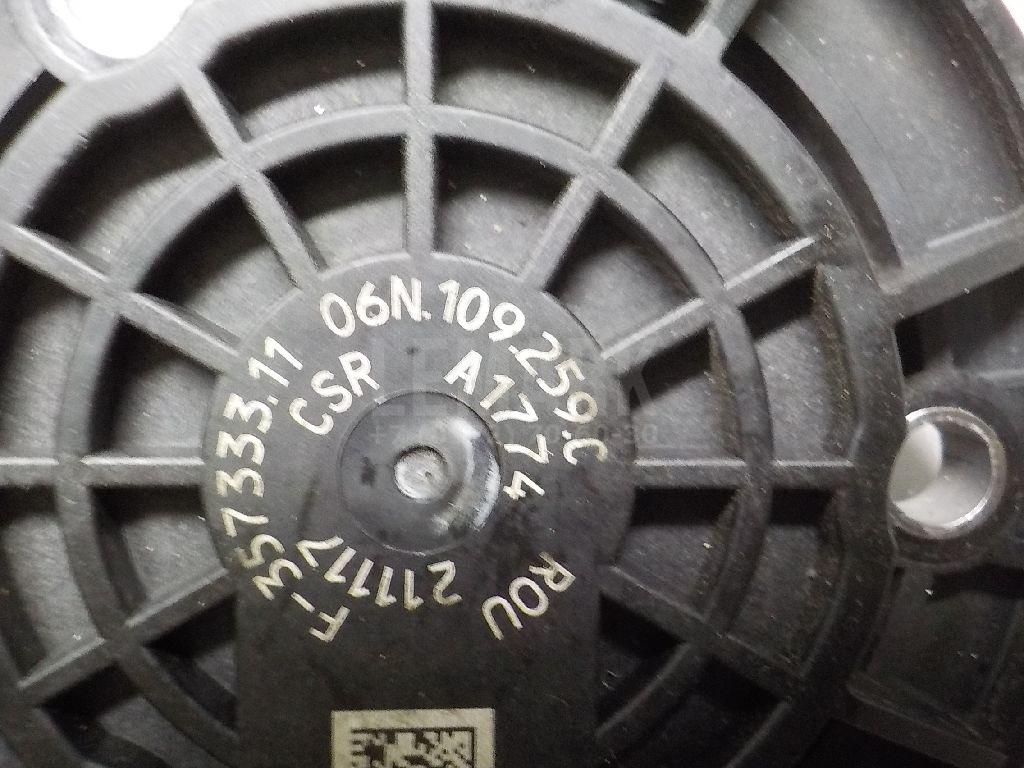 06N.109.259.C
F-357333.11
CSR A1774
211117
ROU